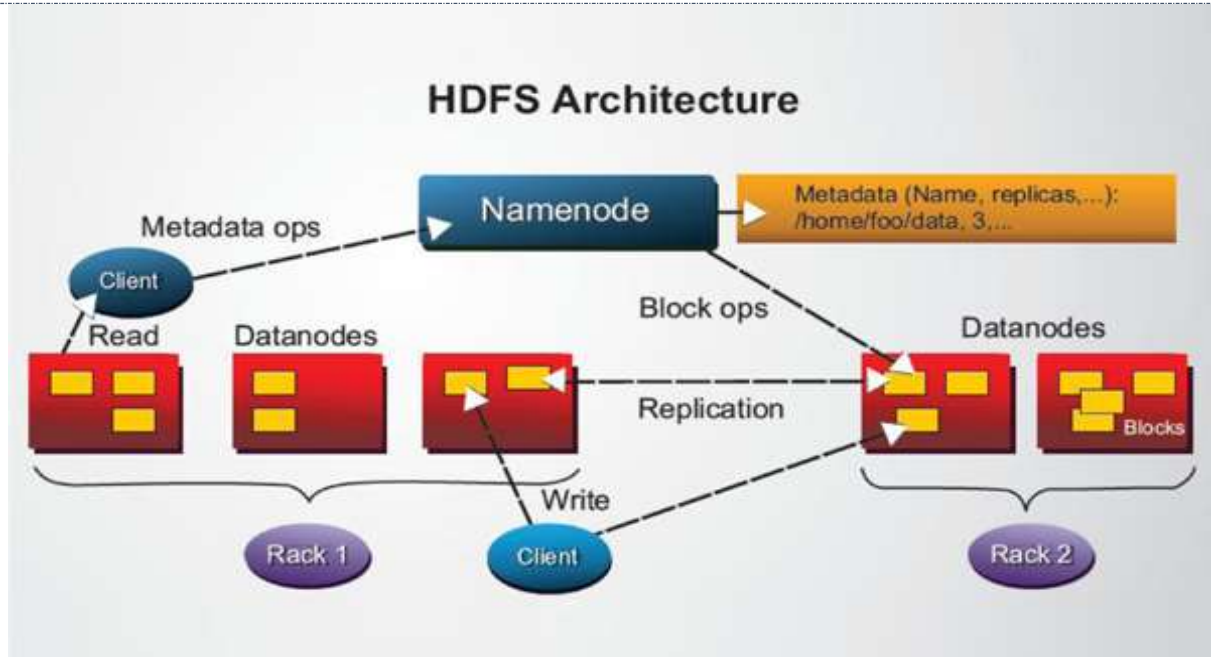 HDFS Architecture
Namenode
Metadata (Name, replicas,...):
/home/foo/data, 3,...
Metadata ops
Client
Block ops
Read
Datanodes
Datanodes
Replication
Blocks
Write
Rack 1
Client
Rack 2